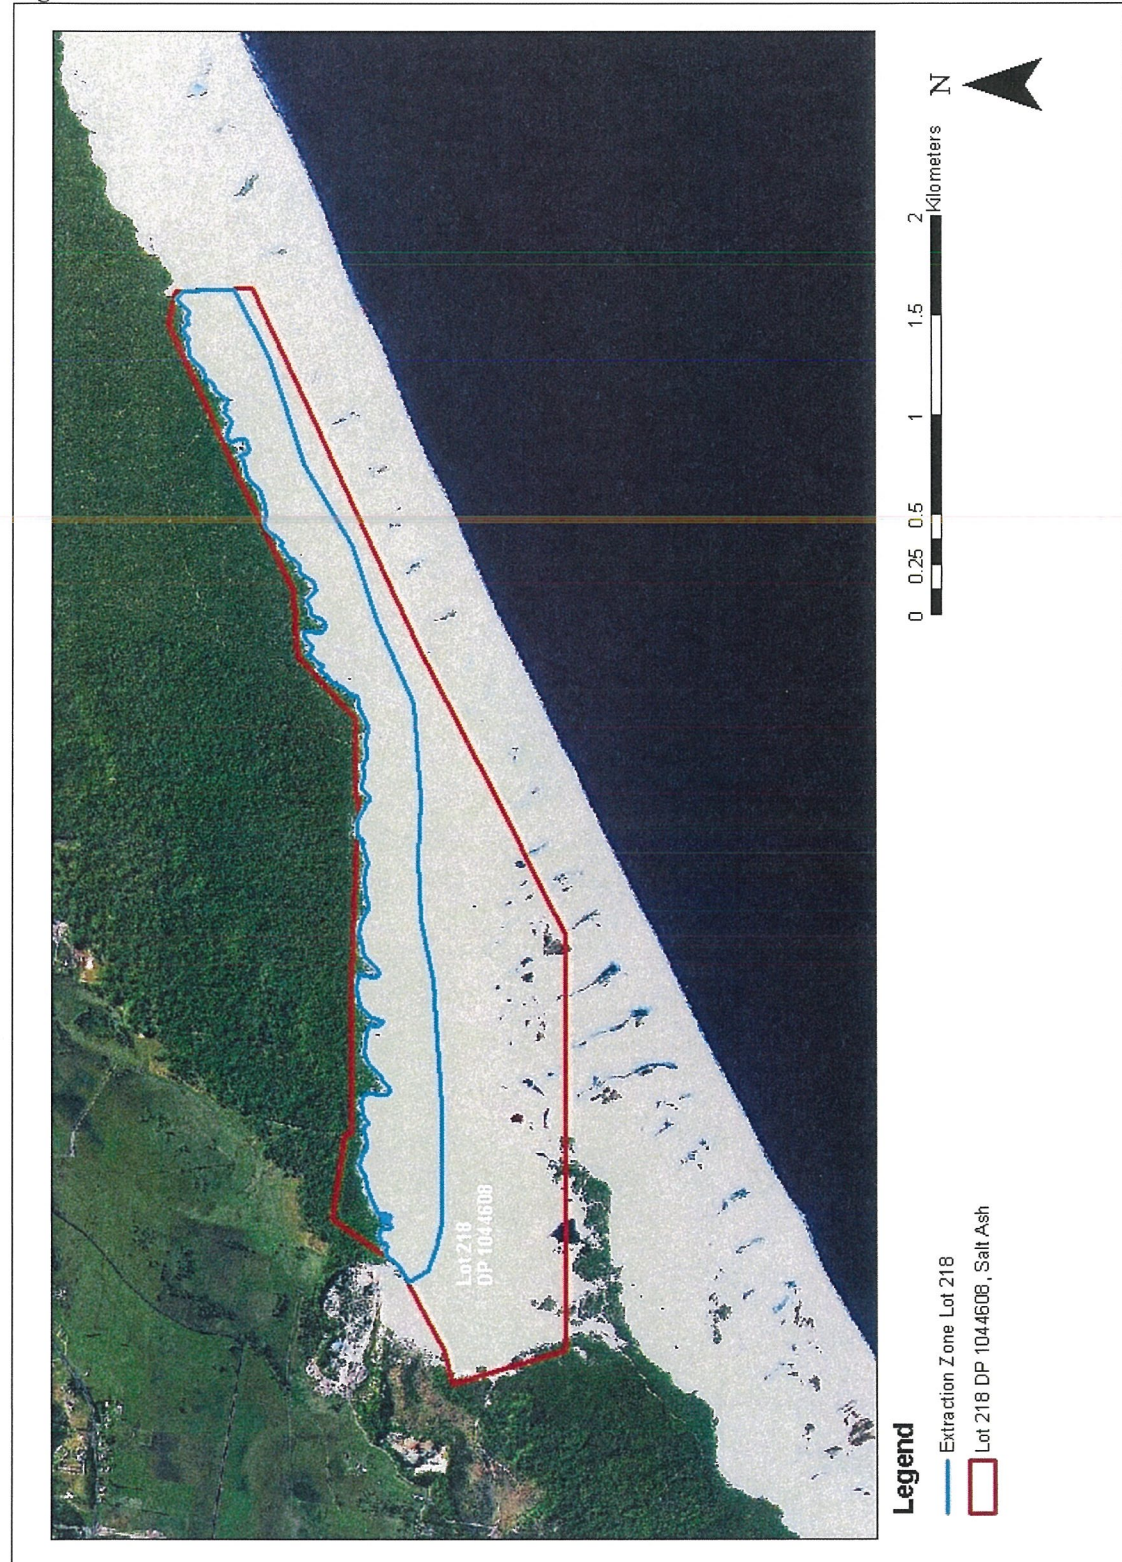 Lot 218
DP 1044608
Legend
Extraction Zone Lot 218
Lot 218 DP 1044608, Salt Ash
0 0.25 0.5 1 1.5 2
Kilometers
N